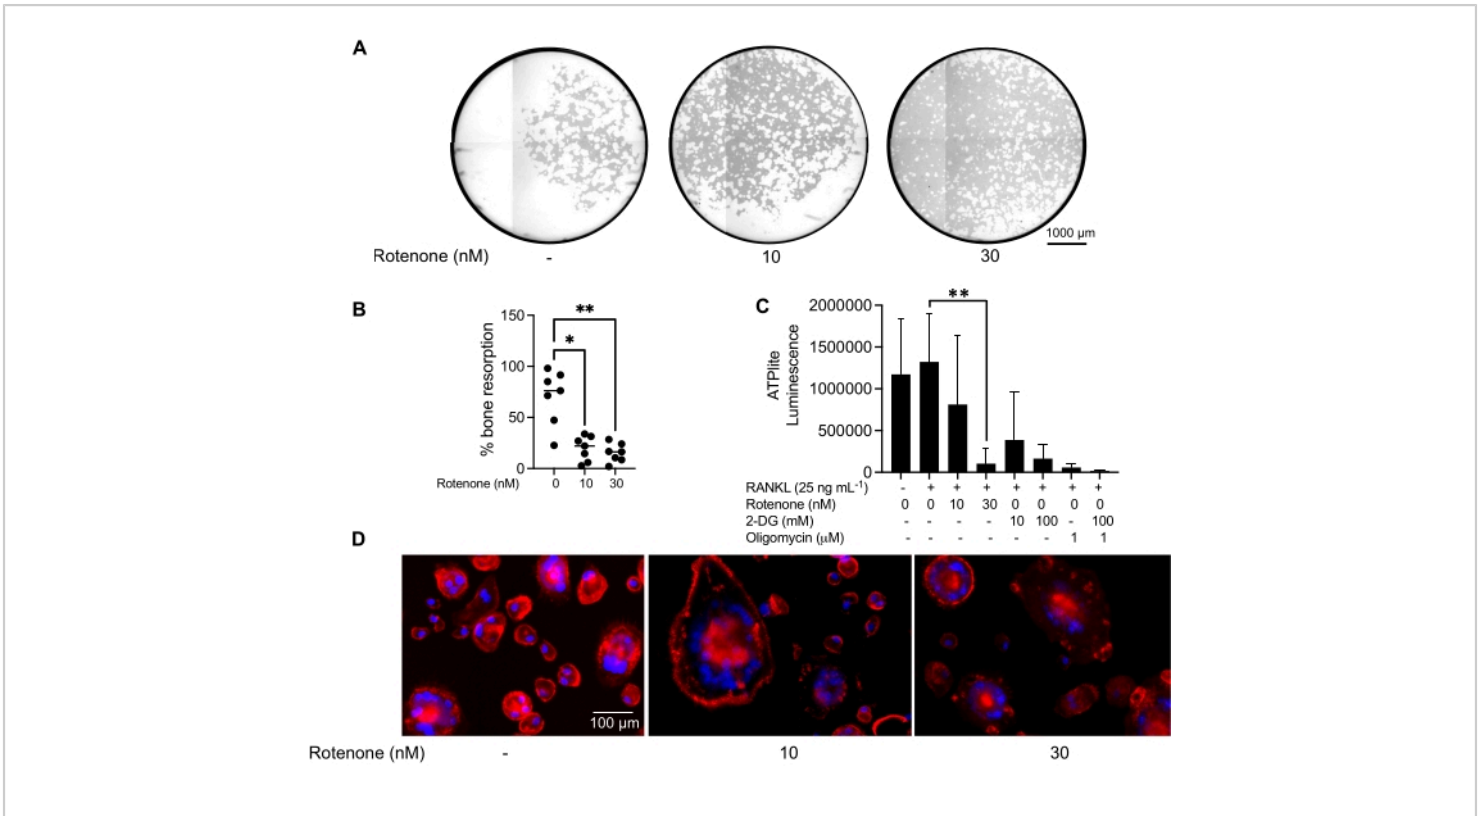 A
1000 µm
Rotenone (nM) - 10 30
B
**
*
150
100
50
0
% bone resorption
Rotenone (nM) 0 10 30
C
**
2000000
1500000
1000000
500000
0
ATPlite
Luminescence
RANKL (25 ng mL⁻¹) - + + + + + + +
Rotenone (nM) 0 0 10 30 0 0 0 0
2-DG (mM) - - - - 10 100 - 100
Oligomycin (µM) - - - - - - 1 1
D
100 µm
Rotenone (nM) - 10 30